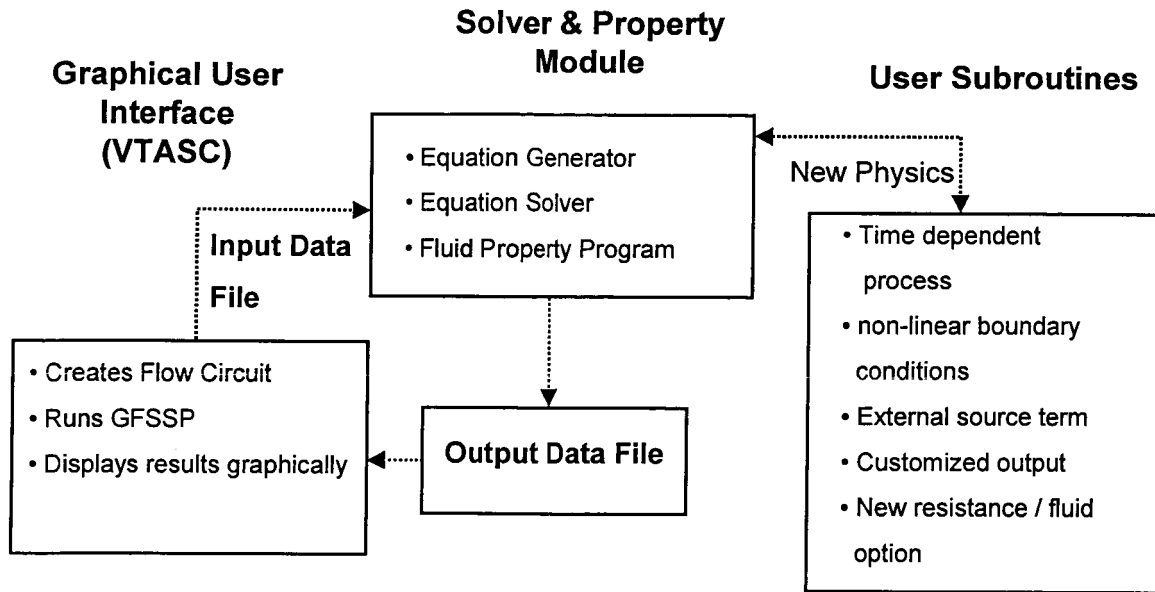 Solver & Property
Module
Graphical User
Interface
(VTASC)
User Subroutines
• Equation Generator
• Equation Solver
• Fluid Property Program
New Physics
Input Data
File
• Time dependent
process
• non-linear boundary
conditions
• External source term
• Customized output
• New resistance / fluid
option
• Creates Flow Circuit
• Runs GFSSP
• Displays results graphically
Output Data File